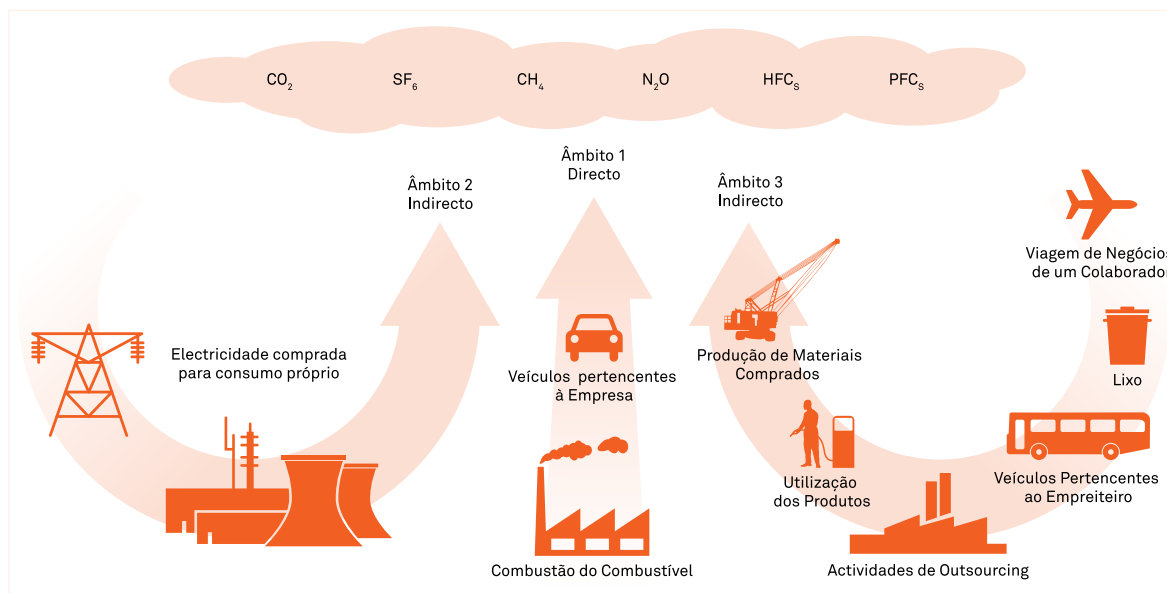 CO₂ SF₆ CH₄ N₂O HFCₛ PFCₛ
Âmbito 2
Indirecto
Âmbito 1
Directo
Âmbito 3
Indirecto
Electricidade comprada
para consumo próprio
Veículos pertencentes
à Empresa
Combustão do Combustível
Produção de Materiais
Comprados
Utilização
dos Produtos
Actividades de Outsourcing
Veículos Pertencentes
ao Empreiteiro
Lixo
Viagem de Negócios
de um Colaborador